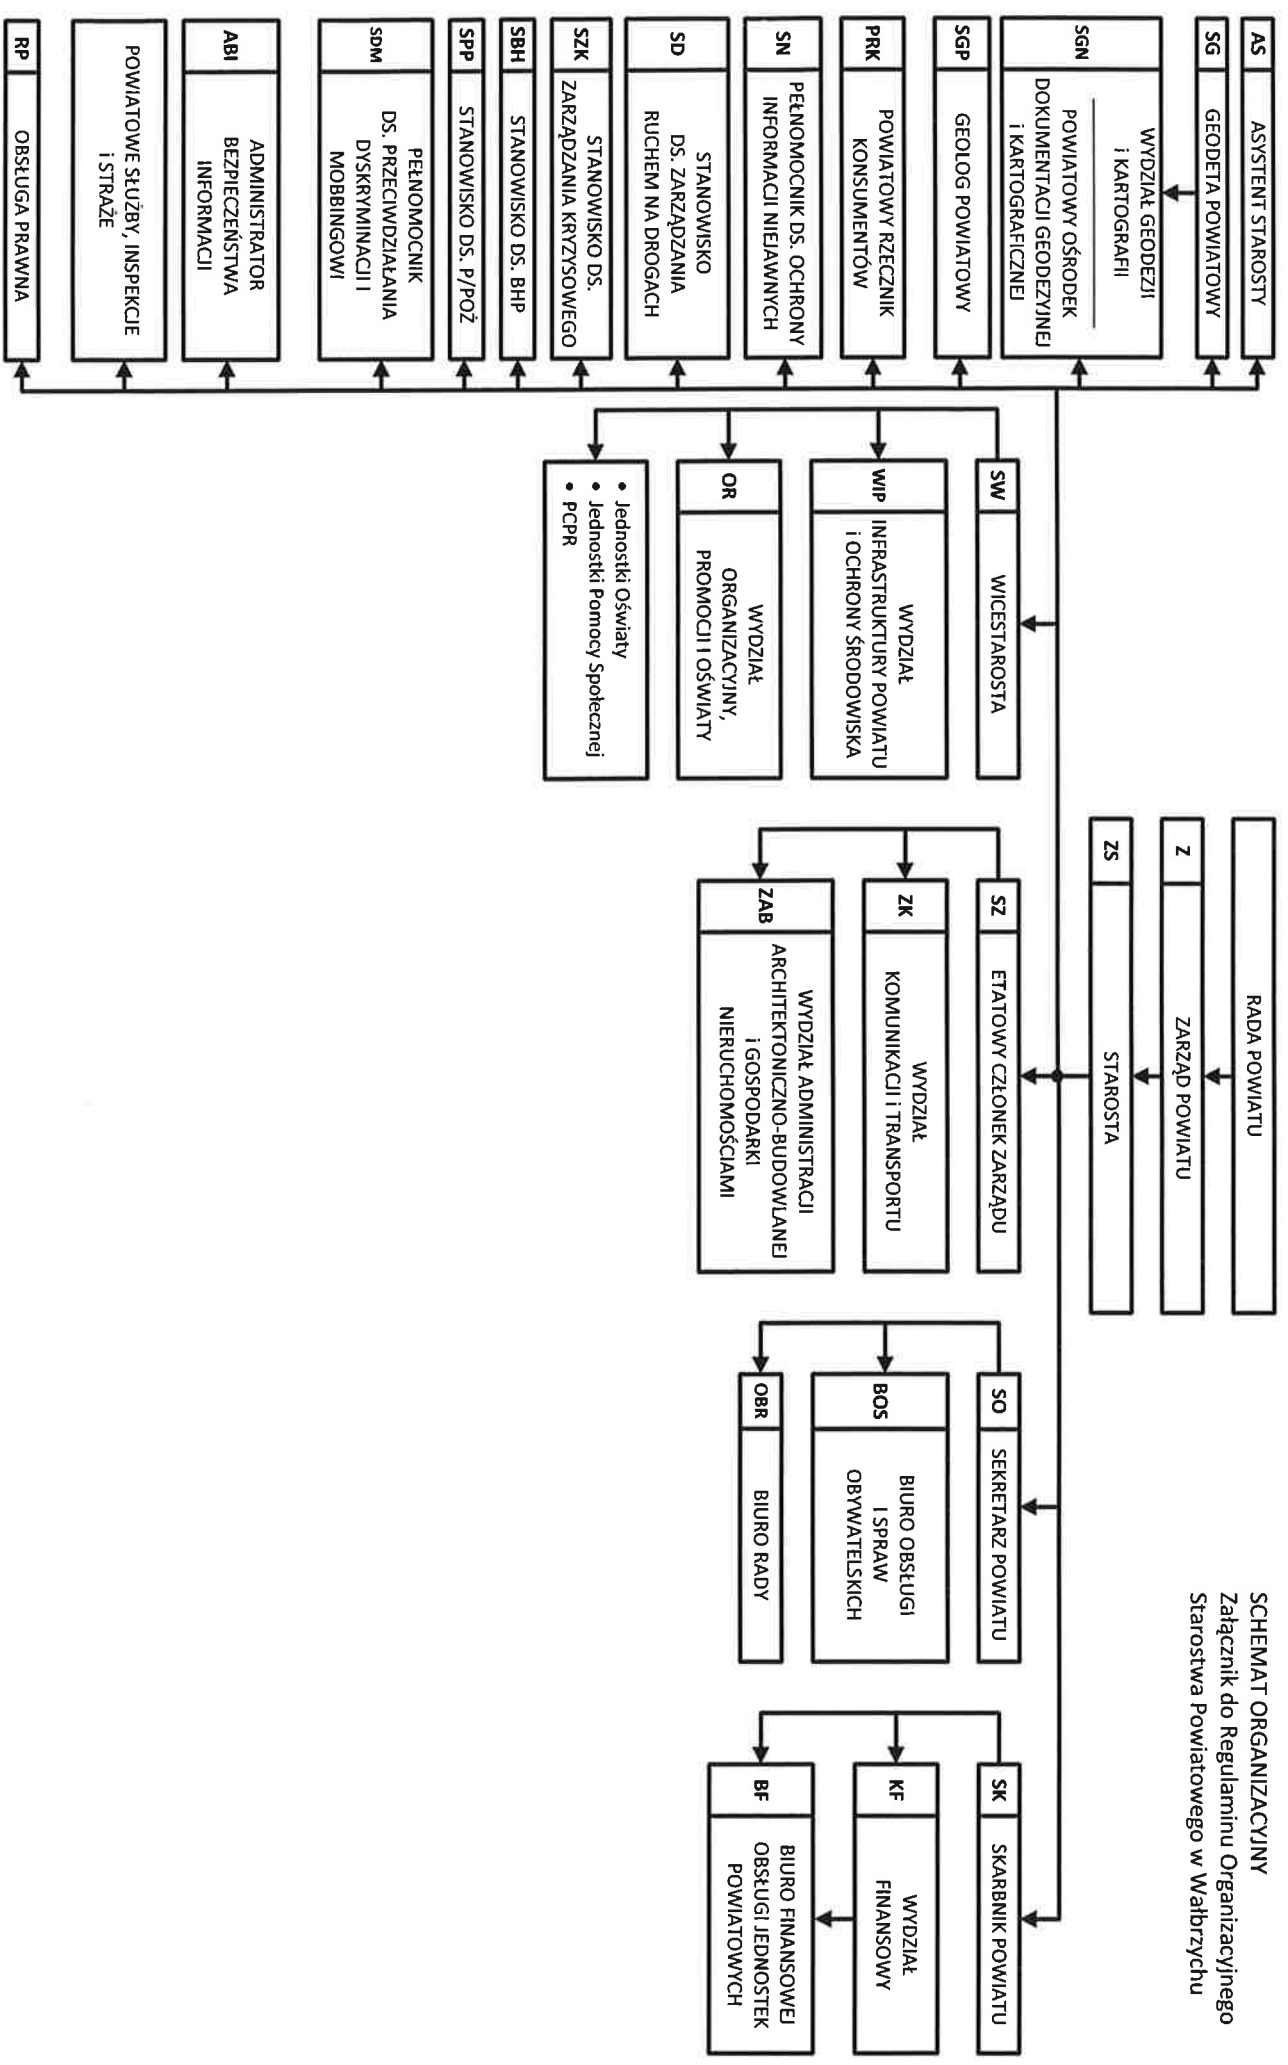 SCHEMAT ORGANIZACYJNY
Załącznik do Regulaminu Organizacyjnego
Starostwa Powiatowego w Wałbrzychu
RADA POWIATU
Z
ZARZĄD POWIATU
ZS
STAROSTA
AS
ASYSTENT STAROSTY
SG
GEODETA POWIATOWY
SGN
WYDZIAŁ GEODEZJI
i KARTOGRAFII
POWIATOWY OŚRODEK
DOKUMENTACJI GEODEZYJNEJ
i KARTOGRAFICZNEJ
SGP
GEOLOG POWIATOWY
PRK
POWIATOWY RZECZNIK
KONSUMENTÓW
SN
PEŁNOMOCNIK DS. OCHRONY
INFORMACJI NIEJAWNYCH
SD
STANOWISKO
DS. ZARZĄDZANIA
RUCHEM NA DROGACH
SZK
STANOWISKO DS.
ZARZĄDZANIA KRYZYSOWEGO
SBH
STANOWISKO DS. BHP
SPP
STANOWISKO DS. P/POŻ
SDM
PEŁNOMOCNIK
DS. PRZECIWDZIAŁANIA
DYSKRYMINACJI I
MOBBINGOWI
ABI
ADMINISTRATOR
BEZPIECZEŃSTWA
INFORMACJI
POWIATOWE SŁUŻBY, INSPEKCJE
i STRAŻE
RP
OBSŁUGA PRAWNA
SW
WICESTAROSTA
WIP
WYDZIAŁ
INFRASTRUKTURY POWIATU
i OCHRONY ŚRODOWISKA
OR
WYDZIAŁ
ORGANIZACYJNY,
PROMOCJI I OŚWIATY
• Jednostki Oświaty
• Jednostki Pomocy Społecznej
• PCPR
SZ
ETATOWY CZŁONEK ZARZĄDU
ZK
WYDZIAŁ
KOMUNIKACJI i TRANSPORTU
ZAB
WYDZIAŁ ADMINISTRACJI
ARCHITEKTONICZNO-BUDOWLANEJ
i GOSPODARKI
NIERUCHOMOŚCIAMI
SO
SEKRETARZ POWIATU
BOS
BIURO OBSŁUGI
I SPRAW
OBYWATELSKICH
OBR
BIURO RADY
SK
SKARBNIK POWIATU
KF
WYDZIAŁ
FINANSOWY
BF
BIURO FINANSOWEJ
OBSŁUGI JEDNOSTEK
POWIATOWYCH